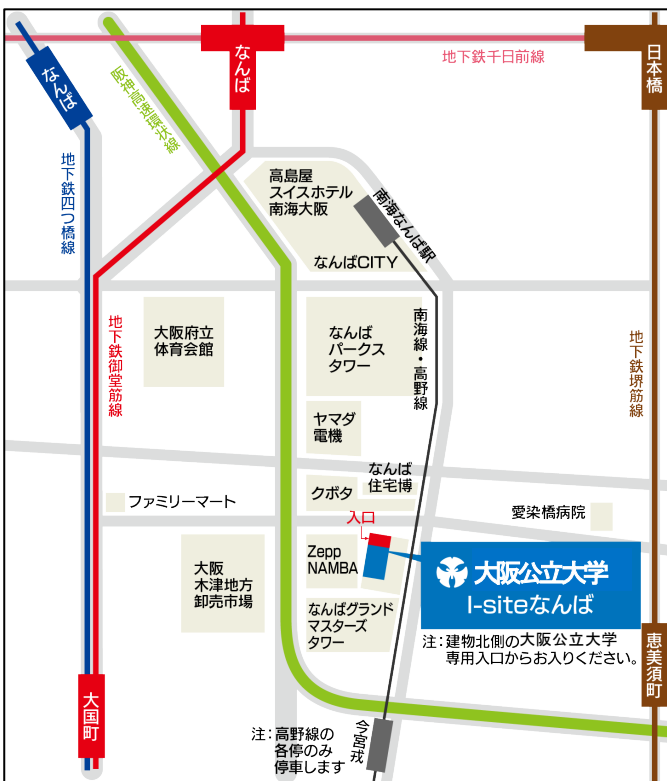 なんば
なんば
地下鉄千日前線
日本橋
阪神高速環状線
地下鉄四つ橋線
高島屋
スイスホテル
南海大阪
南海なんば駅
なんばCITY
地下鉄御堂筋線
大阪府立
体育会館
なんば
パークス
タワー
南海線・高野線
地下鉄堺筋線
ヤマダ
電機
なんば
住宅博
クボタ
ファミリーマート
入口
愛染橋病院
大阪
木津地方
卸売市場
Zepp
NAMBA
大阪公立大学
I-siteなんば
なんばグランド
マスターズ
タワー
注：建物北側の大阪公立大学
専用入口からお入りください。
恵美須町
大国町
注：高野線の
各停のみ
停車します
今宮戎